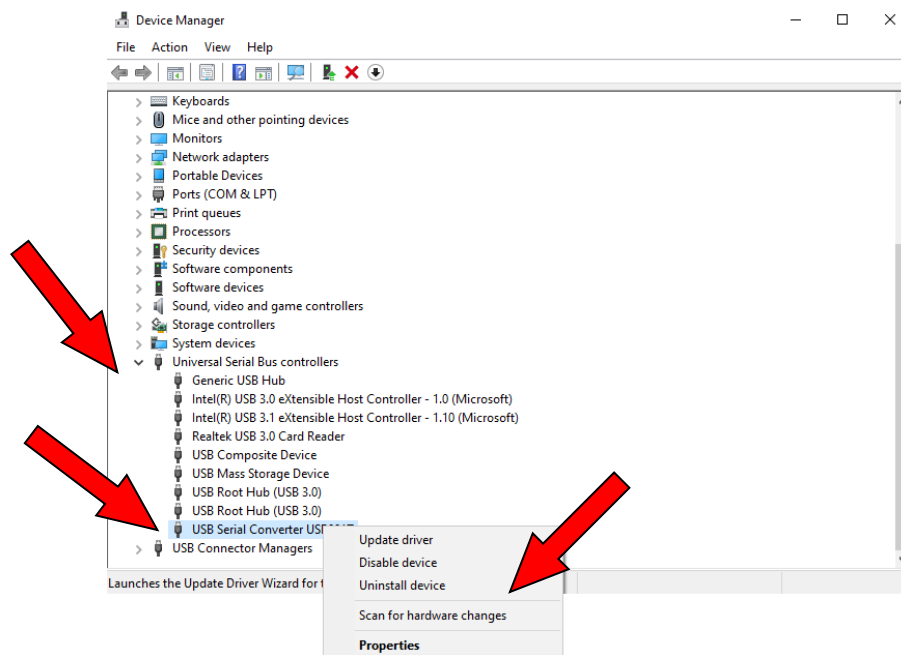 Device Manager
File Action View Help
Keyboards
Mice and other pointing devices
Monitors
Network adapters
Portable Devices
Ports (COM & LPT)
Print queues
Processors
Security devices
Software components
Software devices
Sound, video and game controllers
Storage controllers
System devices
Universal Serial Bus controllers
Generic USB Hub
Intel(R) USB 3.0 eXtensible Host Controller - 1.0 (Microsoft)
Intel(R) USB 3.1 eXtensible Host Controller - 1.10 (Microsoft)
Realtek USB 3.0 Card Reader
USB Composite Device
USB Mass Storage Device
USB Root Hub (USB 3.0)
USB Root Hub (USB 3.0)
USB Serial Converter
USB Connector Managers
Update driver
Disable device
Uninstall device
Scan for hardware changes
Properties
Launches the Update Driver Wizard for